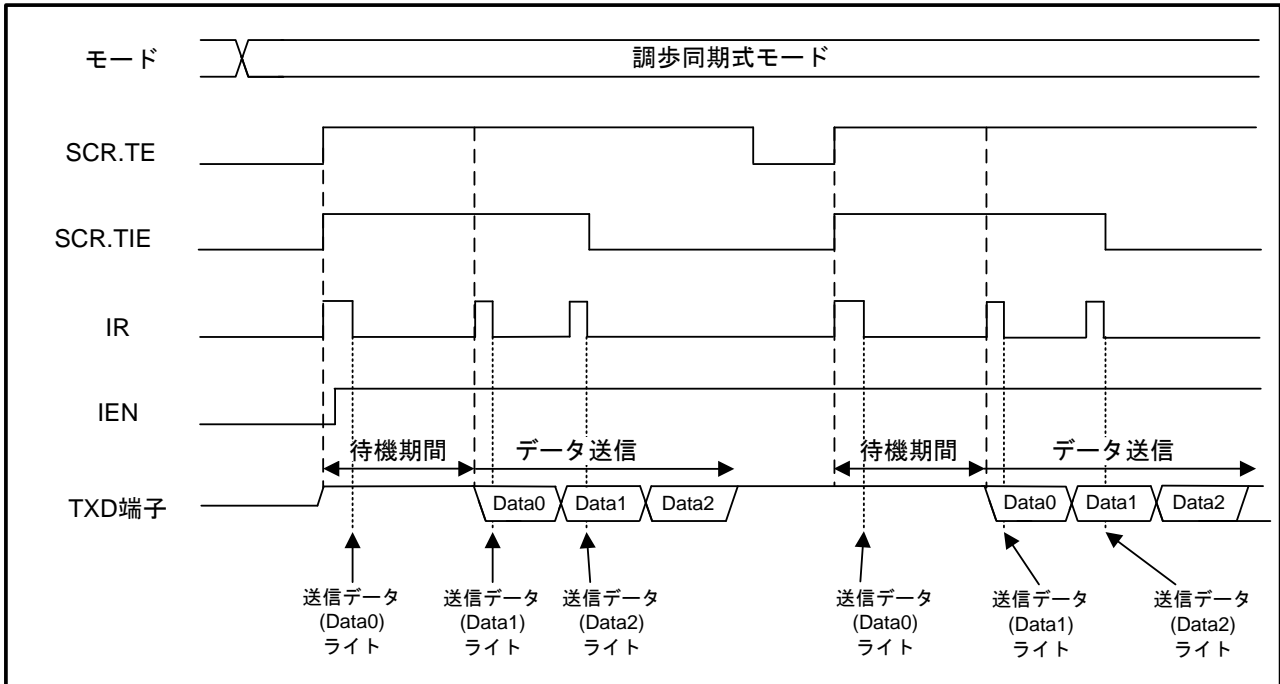 モード
調歩同期式モード
SCR.TE
SCR.TIE
IR
IEN
待機期間
データ送信
待機期間
データ送信
TXD端子
Data0
Data1
Data2
Data0
Data1
Data2
送信データ
(Data0)
ライト
送信データ
(Data1)
ライト
送信データ
(Data2)
ライト
送信データ
(Data0)
ライト
送信データ
(Data1)
ライト
送信データ
(Data2)
ライト